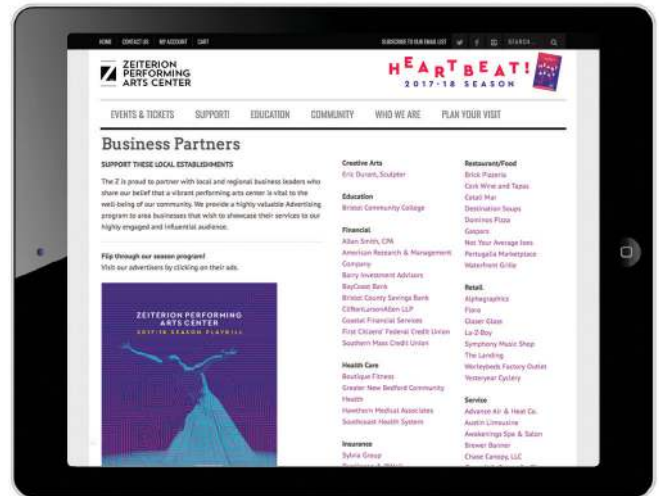 HOME CONTACT US MY ACCOUNT CART
SUBSCRIBE TO OUR EMAIL LIST
SEARCH...
ZEITERION
PERFORMING
ARTS CENTER
HEARTBEAT!
2017-18 SEASON
EVENTS & TICKETS SUPPORT! EDUCATION COMMUNITY WHO WE ARE PLAN YOUR VISIT
Business Partners
SUPPORT THESE LOCAL ESTABLISHMENTS
The Z is proud to partner with local and regional business leaders who
share our belief that a vibrant performing arts center is vital to the
well-being of our community. We provide a highly valuable Advertising
program to area businesses that wish to showcase their services to our
highly engaged and influential audience.
Flip through our season program!
Visit our advertisers by clicking on their ads.
ZEITERION PERFORMING
ARTS CENTER
2017-18 SEASON PLAYBILL
Creative Arts
Eric Durant, Sculptor
Education
Bristol Community College
Financial
Allan Smith, CPA
American Research & Management
Company
Barry Investment Advisors
BayCoast Bank
Bristol County Savings Bank
CliftonLarsonAllen LLP
Coastal Financial Services
First Citizens' Federal Credit Union
Southern Mass Credit Union
Health Care
Boutique Fitness
Greater New Bedford Community
Health
Hawthorn Medical Associates
Southcoast Health System
Insurance
Sylvia Group
Restaurant/Food
Brick Pizzeria
Cork Wine and Tapas
Cotali Mar
Destination Soups
Dominos Pizza
Gaspars
Not Your Average Joes
Portugalia Marketplace
Waterfront Grille
Retail
Alphagraphics
Flora
Glaser Glass
La-Z-Boy
Symphony Music Shop
The Landing
Worleybeds Factory Outlet
Yesteryear Cyclery
Service
Advance Air & Heat Co.
Austin Limousine
Awakenings Spa & Salon
Brewer Banner
Chase Canopy, LLC